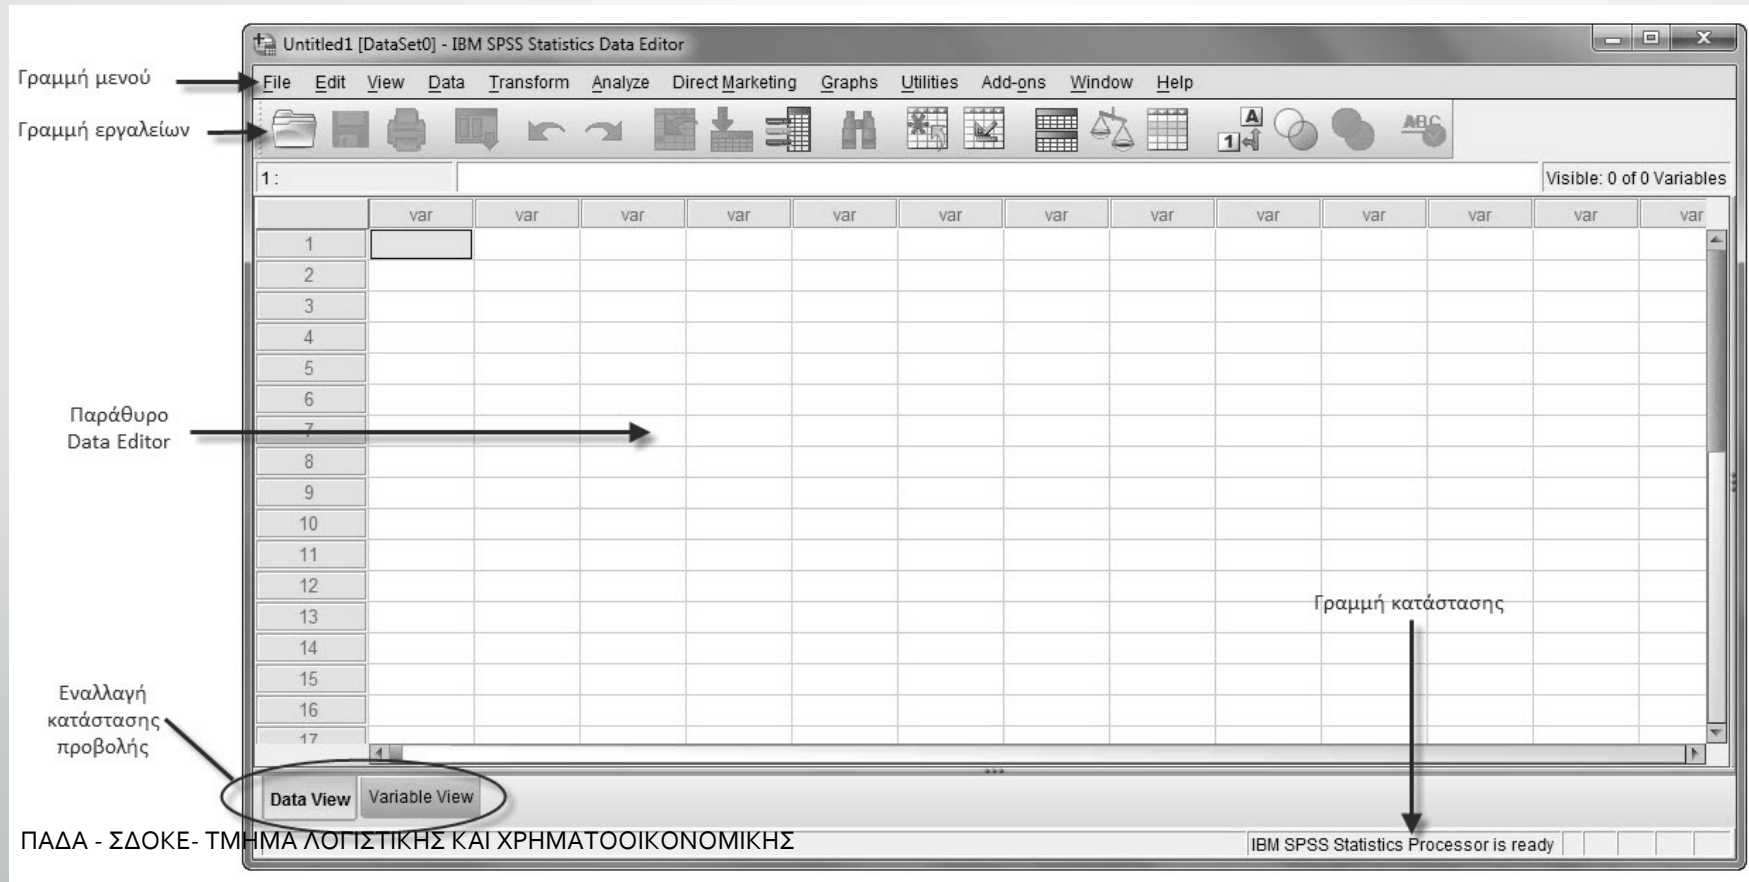 Untitled1 [DataSet0] - IBM SPSS Statistics Data Editor
Γραμμή μενού
File Edit View Data Transform Analyze Direct Marketing Graphs Utilities Add-ons Window Help
Γραμμή εργαλείων
A
1
ABC
1 :
Visible: 0 of 0 Variables
var var var var var var var var var var var var var
1
2
3
4
5
6
Παράθυρο
Data Editor
7
8
9
10
11
12
Γραμμή κατάστασης
13
14
15
Εναλλαγή
κατάστασης
προβολής
16
17
Data View Variable View
ΠΑΔΑ - ΣΔΟΚΕ- ΤΜΗΜΑ ΛΟΓΙΣΤΙΚΗΣ ΚΑΙ ΧΡΗΜΑΤΟΟΙΚΟΝΟΜΙΚΗΣ
IBM SPSS Statistics Processor is ready